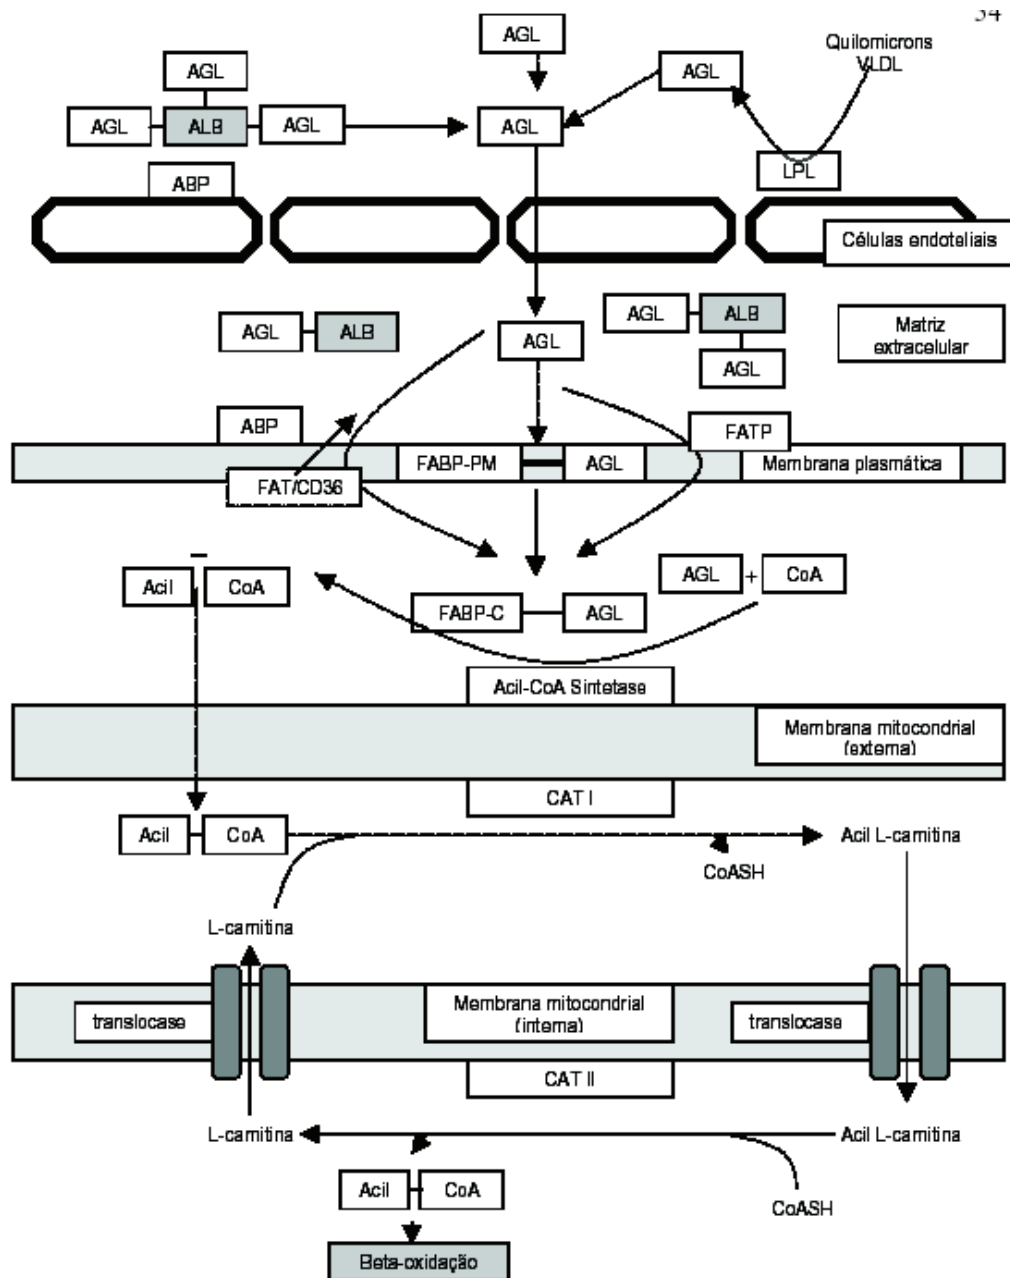 54
AGL
Quilomicrons
VLDL
AGL
AGL
AGL
ALB
AGL
AGL
LPL
ABP
Células endoteliais
AGL
ALB
AGL
AGL
ALB
AGL
Matriz
extracelular
ABP
FATP
FABP-PM
AGL
Membrana plasmática
FAT/CD36
Acil
CoA
AGL
+
CoA
FABP-C
AGL
Acil-CoA Sintetase
Membrana mitocondrial
(externa)
CAT I
Acil
CoA
Acil L-carnitina
CoASH
L-carnitina
translocase
Membrana mitocondrial
(interna)
translocase
CAT II
L-carnitina
Acil L-carnitina
Acil
CoA
CoASH
Beta-oxidação